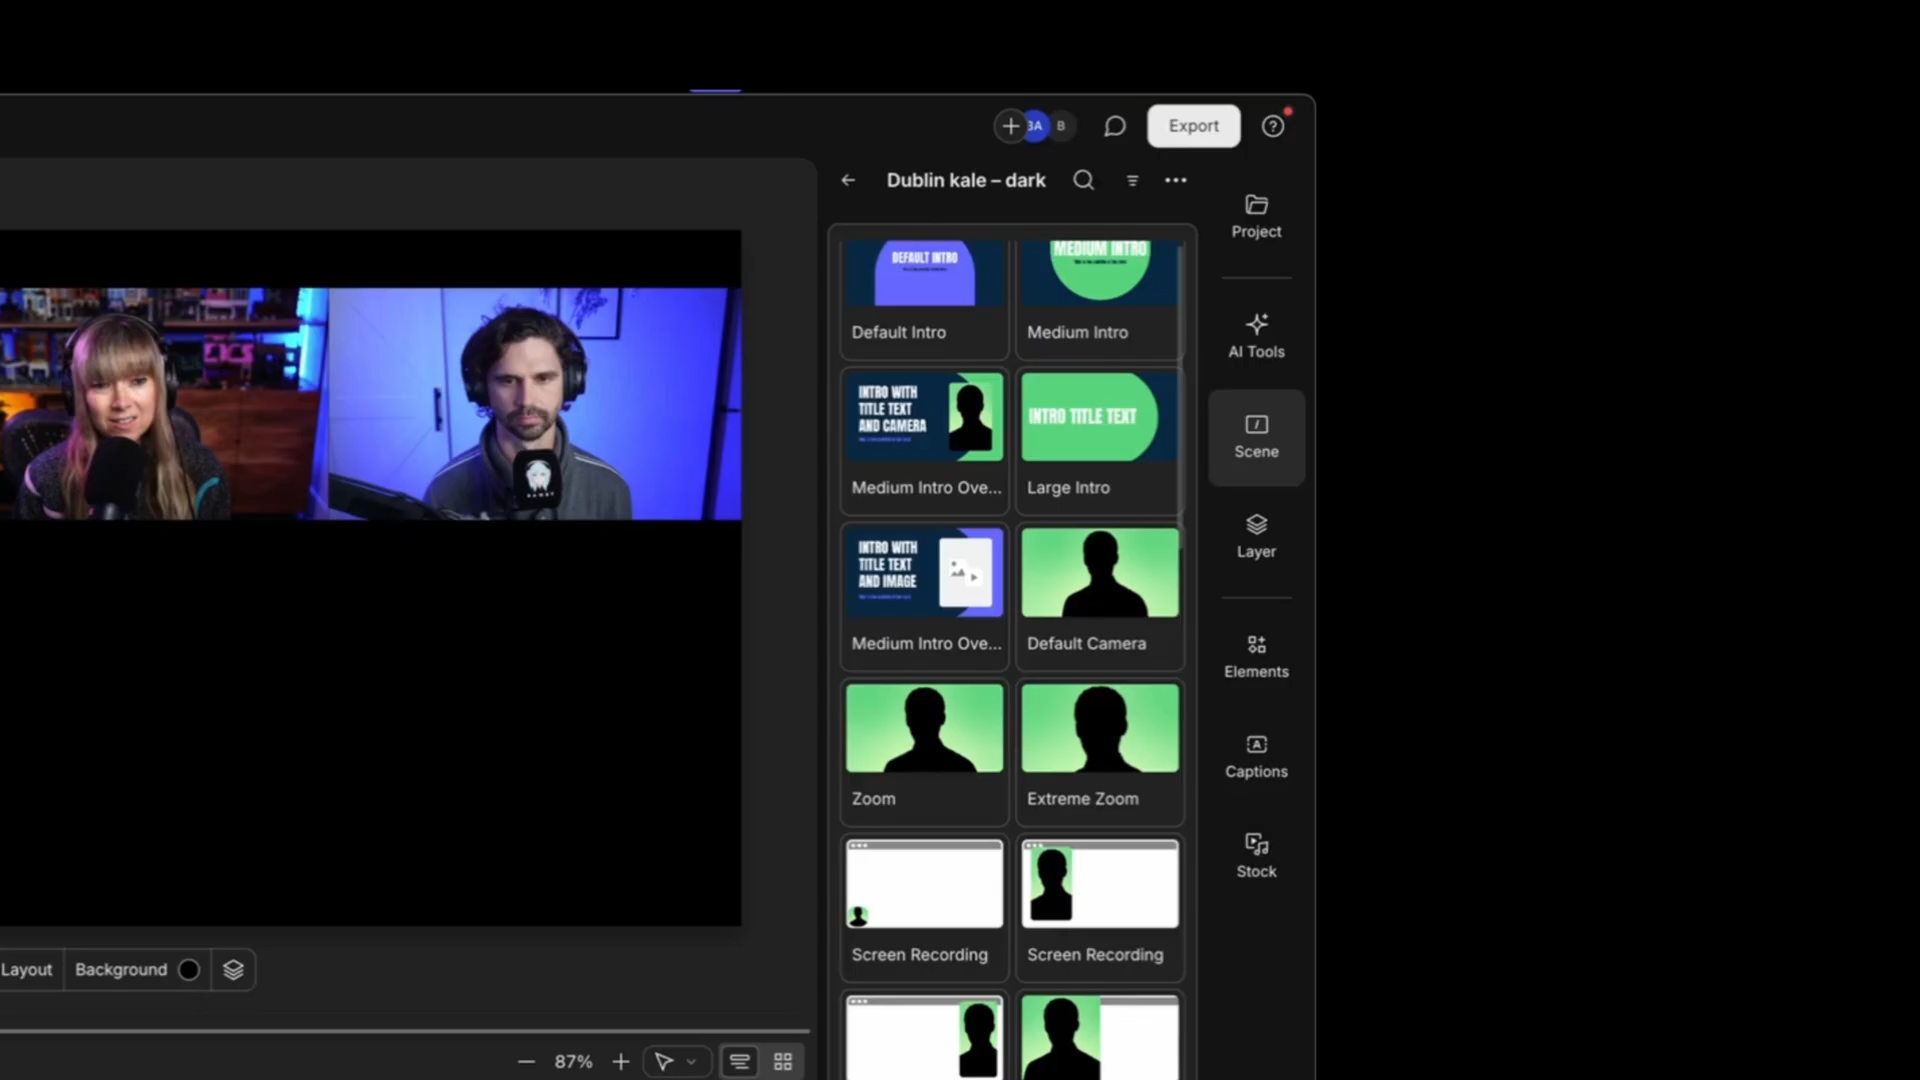 BA
B
Export
Dublin kale – dark
Project
DEFAULT INTRO
MEDIUM INTRO
Default Intro
Medium Intro
AI Tools
INTRO WITH
TITLE TEXT
AND CAMERA
INTRO TITLE TEXT
Scene
Medium Intro Ove...
Large Intro
INTRO WITH
TITLE TEXT
AND IMAGE
Layer
Medium Intro Ove...
Default Camera
Elements
Zoom
Extreme Zoom
Captions
Stock
Screen Recording
Screen Recording
Layout
Background
87%